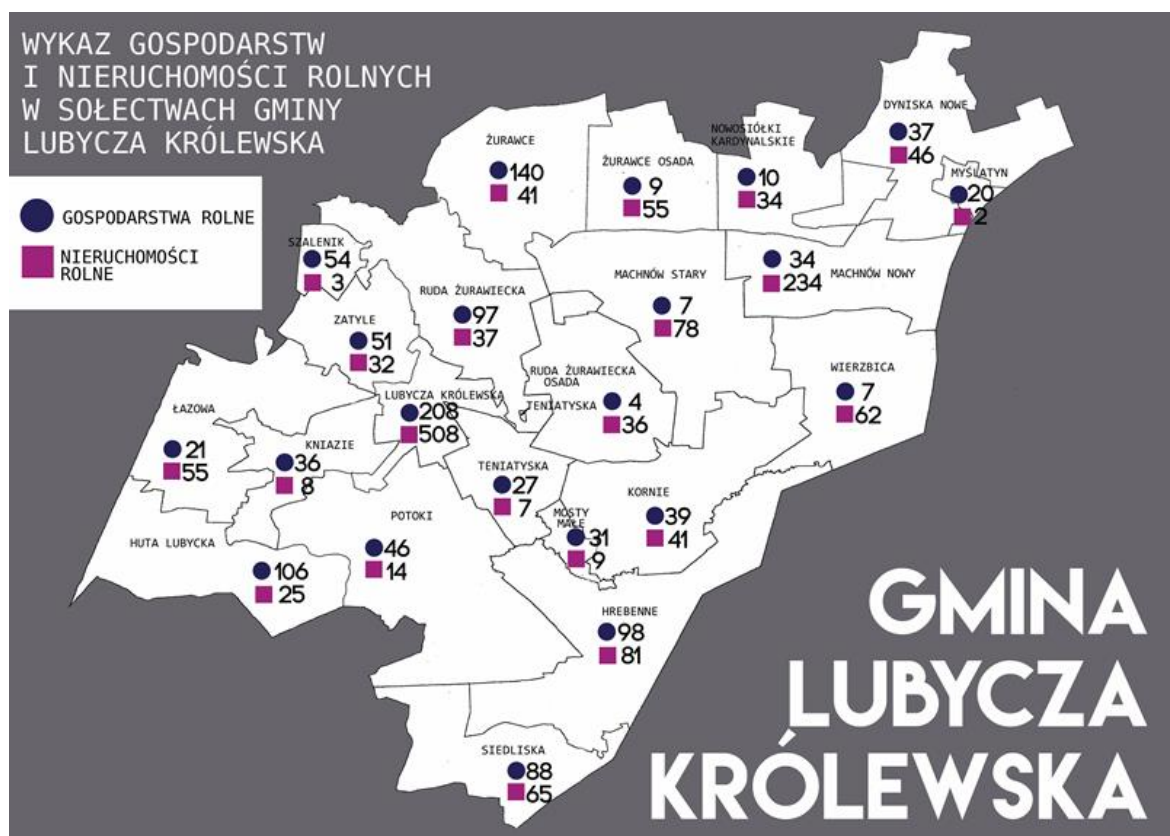 WYKAZ GOSPODARSTW
I NIERUCHOMOŚCI ROLNYCH
W SOŁECTWACH GMINY
LUBYCZA KRÓLEWSKA
GOSPODARSTWA ROLNE
NIERUCHOMOŚCI
ROLNE
DYNISKA NOWE
37
46
NOWOSIÓŁKI
KARDYNALSKIE
10
34
ŻURAWCE
140
41
ŻURAWCE OSADA
9
55
MYŚLATYN
20
2
SZALENIK
54
3
MACHNÓW STARY
7
78
MACHNÓW NOWY
34
234
RUDA ŻURAWIECKA
97
37
ZATYLE
51
32
RUDA ŻURAWIECKA
OSADA
4
36
TENIATYSKA
WIERZBICA
7
62
LUBYCZA KRÓLEWSKA
208
508
ŁAZOWA
21
55
KNIAZIE
36
8
TENIATYSKA
27
7
KORNIE
39
41
MOSTY
MAŁE
31
9
POTOKI
46
14
HUTA LUBYCKA
106
25
HREBENNE
98
81
SIEDLISKA
88
65
GMINA
LUBYCZA
KRÓLEWSKA